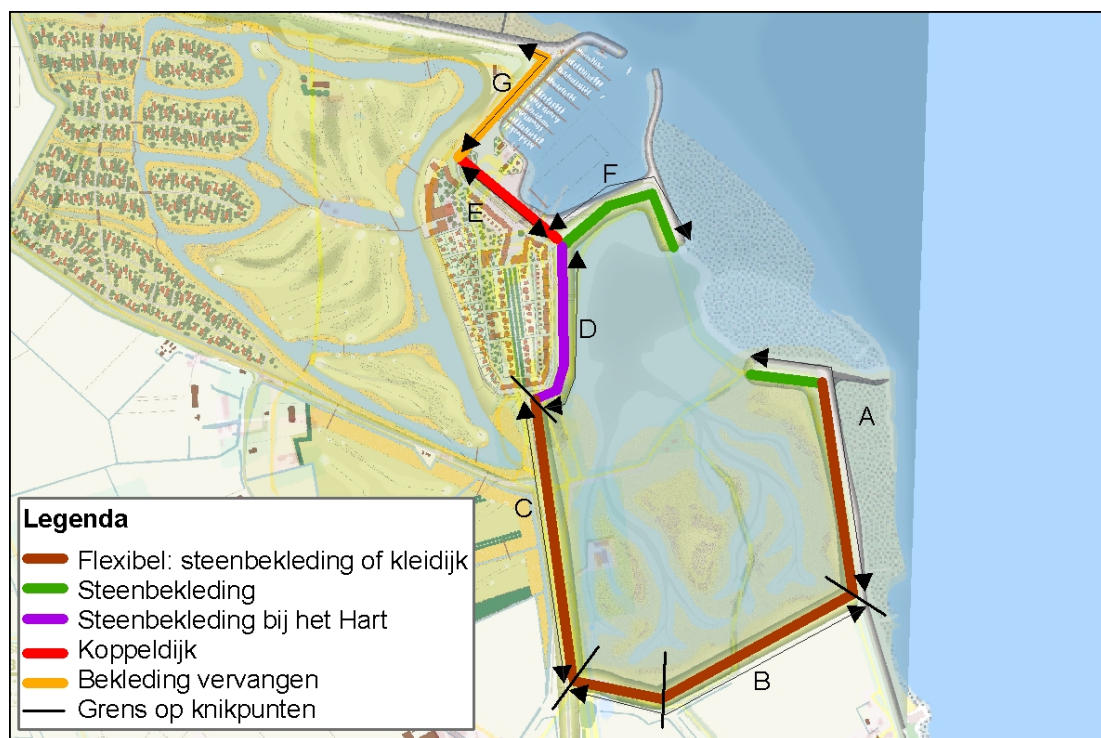 G
F
E
D
A
C
B
Legenda
Flexibel: steenbekleding of kleidijk
Steenbekleding
Steenbekleding bij het Hart
Koppeldijk
Bekleding vervangen
Grens op knikpunten